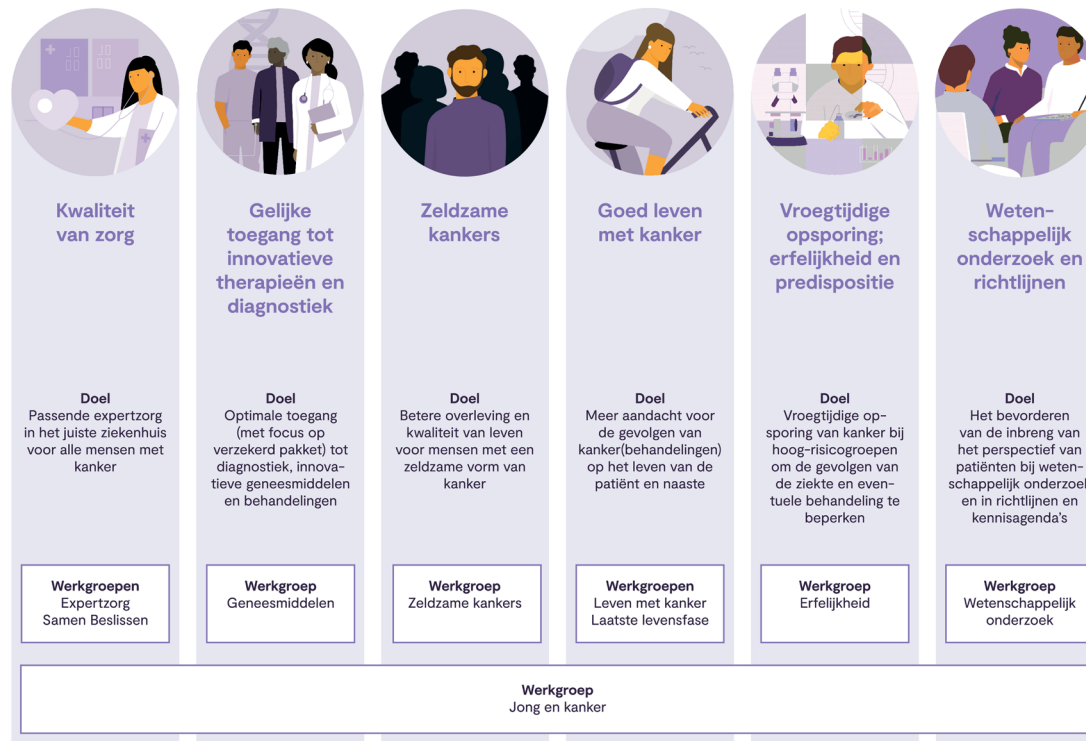 Kwaliteit
van zorg
Doel
Passende expertzorg
in het juiste ziekenhuis
voor alle mensen met
kanker
Werkgroepen
Expertzorg
Samen Beslissen
Gelijke
toegang tot
innovatieve
therapieën en
diagnostiek
Doel
Optimale toegang
(met focus op
verzekerd pakket) tot
diagnostiek, innova-
tieve geneesmiddelen
en behandelingen
Werkgroep
Geneesmiddelen
Zeldzame
kankers
Doel
Betere overleving en
kwaliteit van leven
voor mensen met een
zeldzame vorm van
kanker
Werkgroep
Zeldzame kankers
Goed leven
met kanker
Doel
Meer aandacht voor
de gevolgen van
kanker(behandelingen)
op het leven van de
patiënt en naaste
Werkgroepen
Leven met kanker
Laatste levensfase
Vroegtijdige
opsporing;
erfelijkheid en
predispositie
Doel
Vroegtijdige op-
sporing van kanker bij
hoog-risicogroepen
om de gevolgen van
de ziekte en even-
tuele behandeling te
beperken
Werkgroep
Erfelijkheid
Weten-
schappelijk
onderzoek en
richtlijnen
Doel
Het bevorderen
van de inbreng van
het perspectief van
patiënten bij weten-
schappelijk onderzoek
en in richtlijnen en
kennisagenda's
Werkgroep
Wetenschappelijk
onderzoek
Werkgroep
Jong en kanker